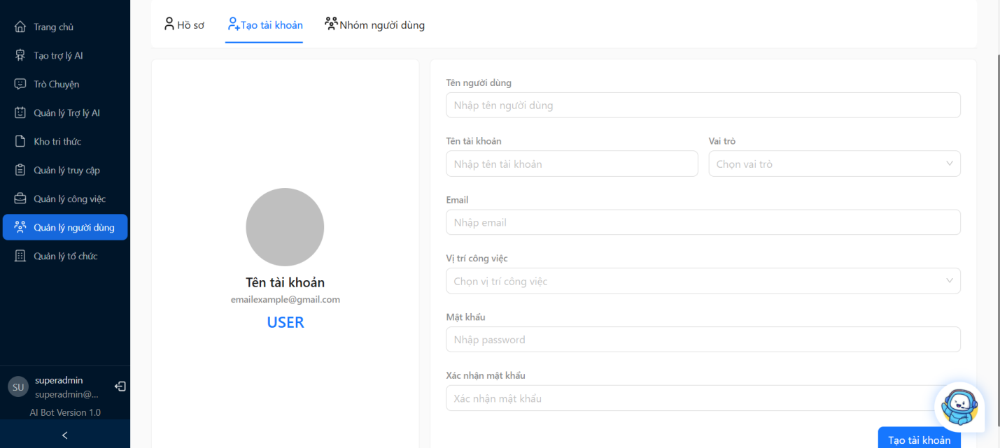 Trang chủ
Tạo trợ lý AI
Trò Chuyện
Quản lý Trợ lý AI
Kho tri thức
Quản lý truy cập
Quản lý công việc
Quản lý người dùng
Quản lý tổ chức
SU
superadmin
superadmin@...
AI Bot Version 1.0
Hồ sơ
Tạo tài khoản
Nhóm người dùng
Tên tài khoản
emailexample@gmail.com
USER
Tên người dùng
Nhập tên người dùng
Tên tài khoản
Nhập tên tài khoản
Vai trò
Chọn vai trò
Email
Nhập email
Vị trí công việc
Chọn vị trí công việc
Mật khẩu
Nhập password
Xác nhận mật khẩu
Xác nhận mật khẩu
Tạo tài khoản